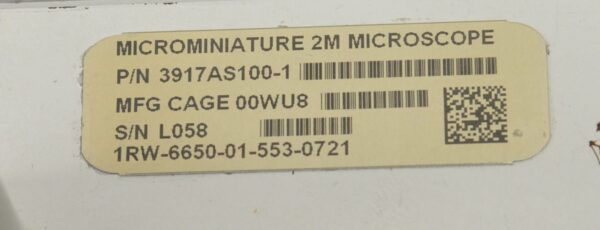 MICROMINIATURE 2M MICROSCOPE
P/N 3917AS100-1
MFG CAGE 00WU8
S/N L058
1RW-6650-01-553-0721